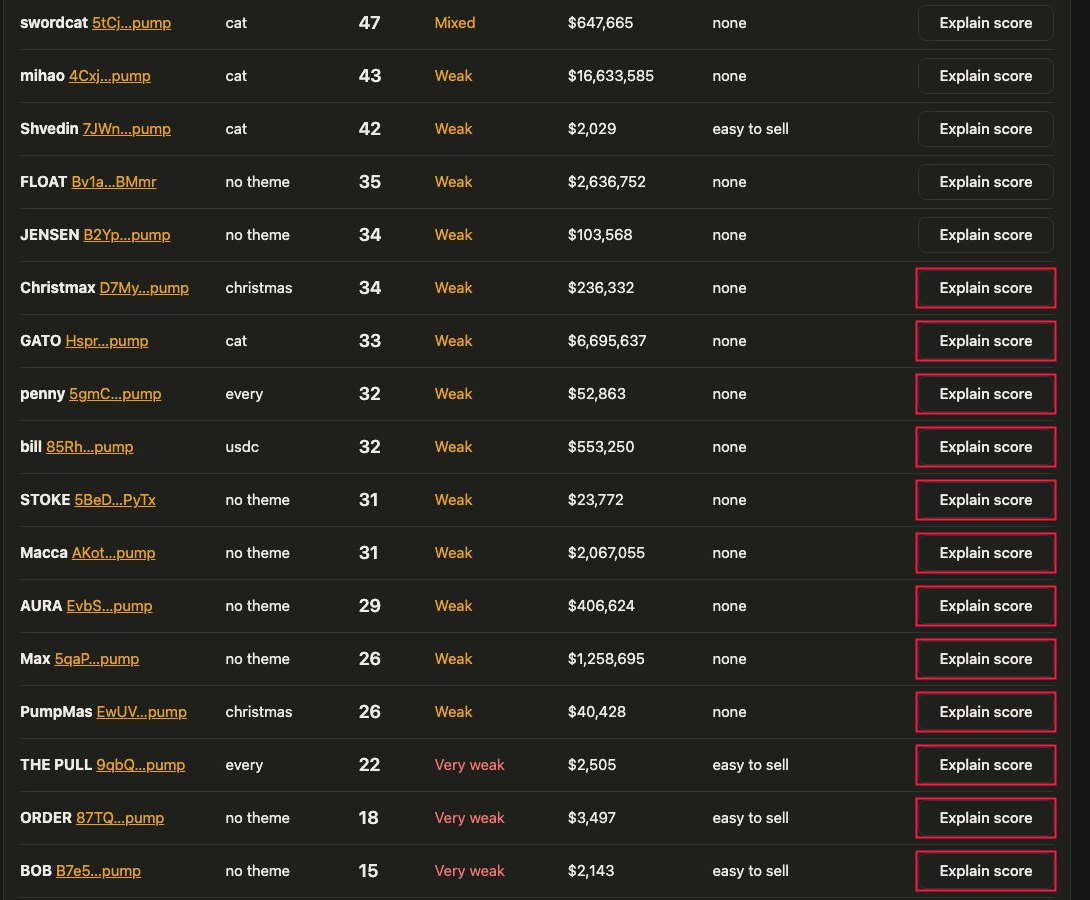 swordcat 5tCj...pump cat 47 Mixed $647,665 none Explain score
mihao 4Cxj...pump cat 43 Weak $16,633,585 none Explain score
Shvedin 7JWn...pump cat 42 Weak $2,029 easy to sell Explain score
FLOAT Bv1a...BMmr no theme 35 Weak $2,636,752 none Explain score
JENSEN B2Yp...pump no theme 34 Weak $103,568 none Explain score
Christmax D7My...pump christmas 34 Weak $236,332 none Explain score
GATO Hspr...pump cat 33 Weak $6,695,637 none Explain score
penny 5gmC...pump every 32 Weak $52,863 none Explain score
bill 85Rh...pump usdc 32 Weak $553,250 none Explain score
STOKE 5BeD...PyTx no theme 31 Weak $23,772 none Explain score
Macca AKot...pump no theme 31 Weak $2,067,055 none Explain score
AURA EvbS...pump no theme 29 Weak $406,624 none Explain score
Max 5qaP...pump no theme 26 Weak $1,258,695 none Explain score
PumpMas EwUV...pump christmas 26 Weak $40,428 none Explain score
THE PULL 9qbQ...pump every 22 Very weak $2,505 easy to sell Explain score
ORDER 87TQ...pump no theme 18 Very weak $3,497 easy to sell Explain score
BOB B7e5...pump no theme 15 Very weak $2,143 easy to sell Explain score